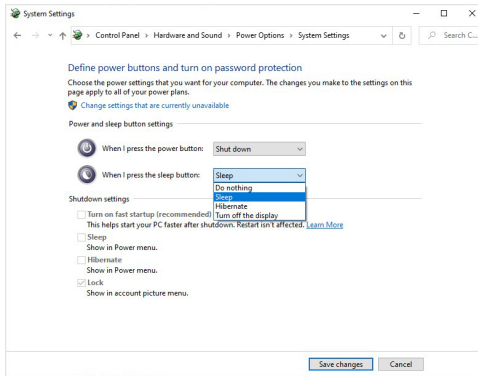 System Settings
Control Panel > Hardware and Sound > Power Options > System Settings
Search C...
Define power buttons and turn on password protection
Choose the power settings that you want for your computer. The changes you make to the settings on this
page apply to all of your power plans.
Change settings that are currently unavailable
Power and sleep button settings
When I press the power button: Shut down
When I press the sleep button: Sleep
Do nothing
Sleep
Hibernate
Turn off the display
Shutdown settings
Turn on fast startup (recommended)
This helps start your PC faster after shutdown. Restart isn't affected. Learn More
Sleep
Show in Power menu.
Hibernate
Show in Power menu.
Lock
Show in account picture menu.
Save changes Cancel